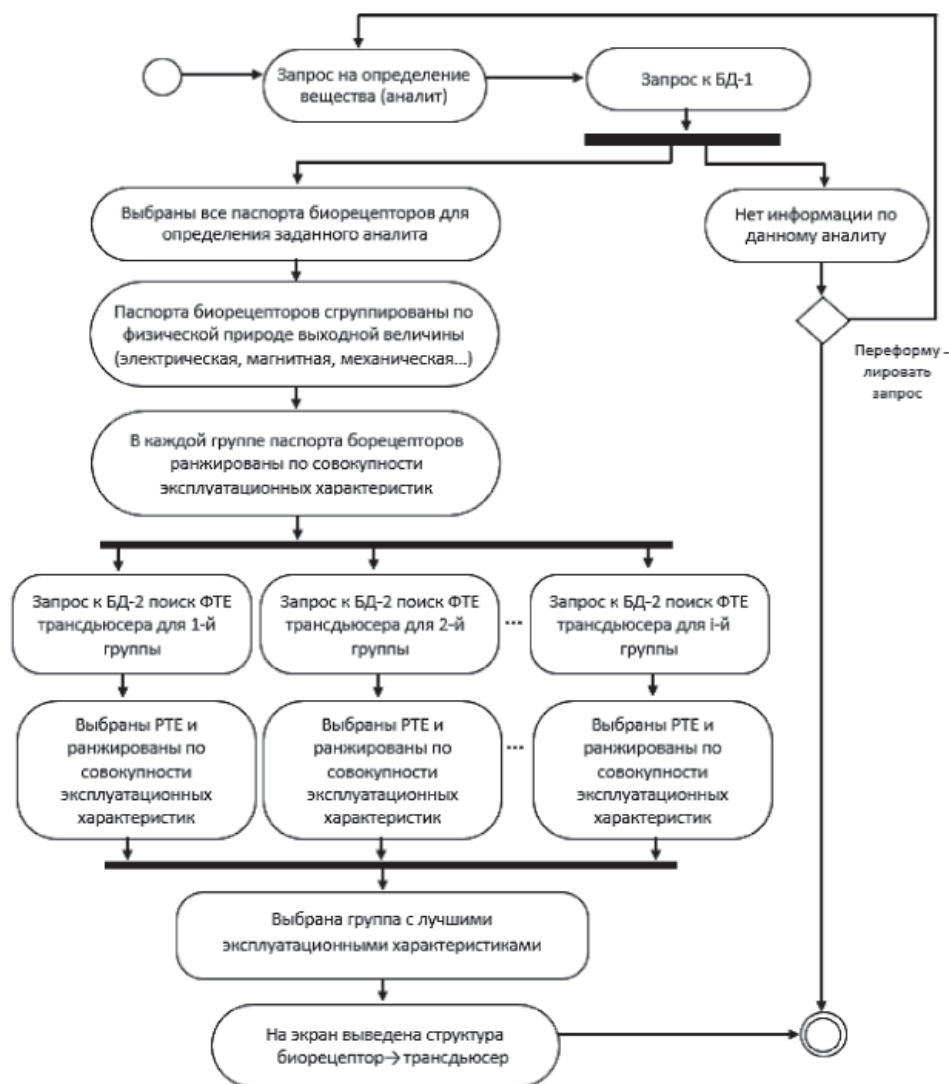 Запрос на определение
вещества (аналит)
Запрос к БД-1
Выбраны все паспорта биорецепторов для
определения заданного аналита
Нет информации по
данному аналиту
Паспорта биорецепторов сгруппированы по
физической природе выходной величины
(электрическая, магнитная, механическая...)
Переформу -
лировать
запрос
В каждой группе паспорта борецепторов
ранжированы по совокупности
эксплуатационных характеристик
Запрос к БД-2 поиск ФТЕ
трансдьюсера для 1-й
группы
Запрос к БД-2 поиск ФТЕ
трансдьюсера для 2-й
группы
...
Запрос к БД-2 поиск ФТЕ
трансдьюсера для i-й
группы
Выбраны РТЕ и
ранжированы по
совокупности
эксплуатационных
характеристик
Выбраны РТЕ и
ранжированы по
совокупности
эксплуатационных
характеристик
...
Выбраны РТЕ и
ранжированы по
совокупности
эксплуатационных
характеристик
Выбрана группа с лучшими
эксплуатационными характеристиками
На экран выведена структура
биорецептор→трансдьюсер